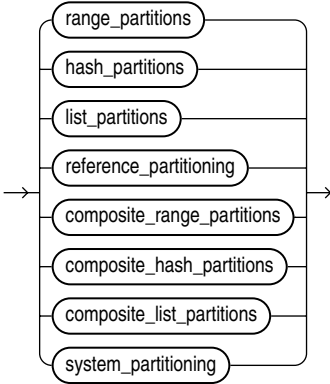 range_partitions
hash_partitions
list_partitions
reference_partitioning
composite_range_partitions
composite_hash_partitions
composite_list_partitions
system_partitioning